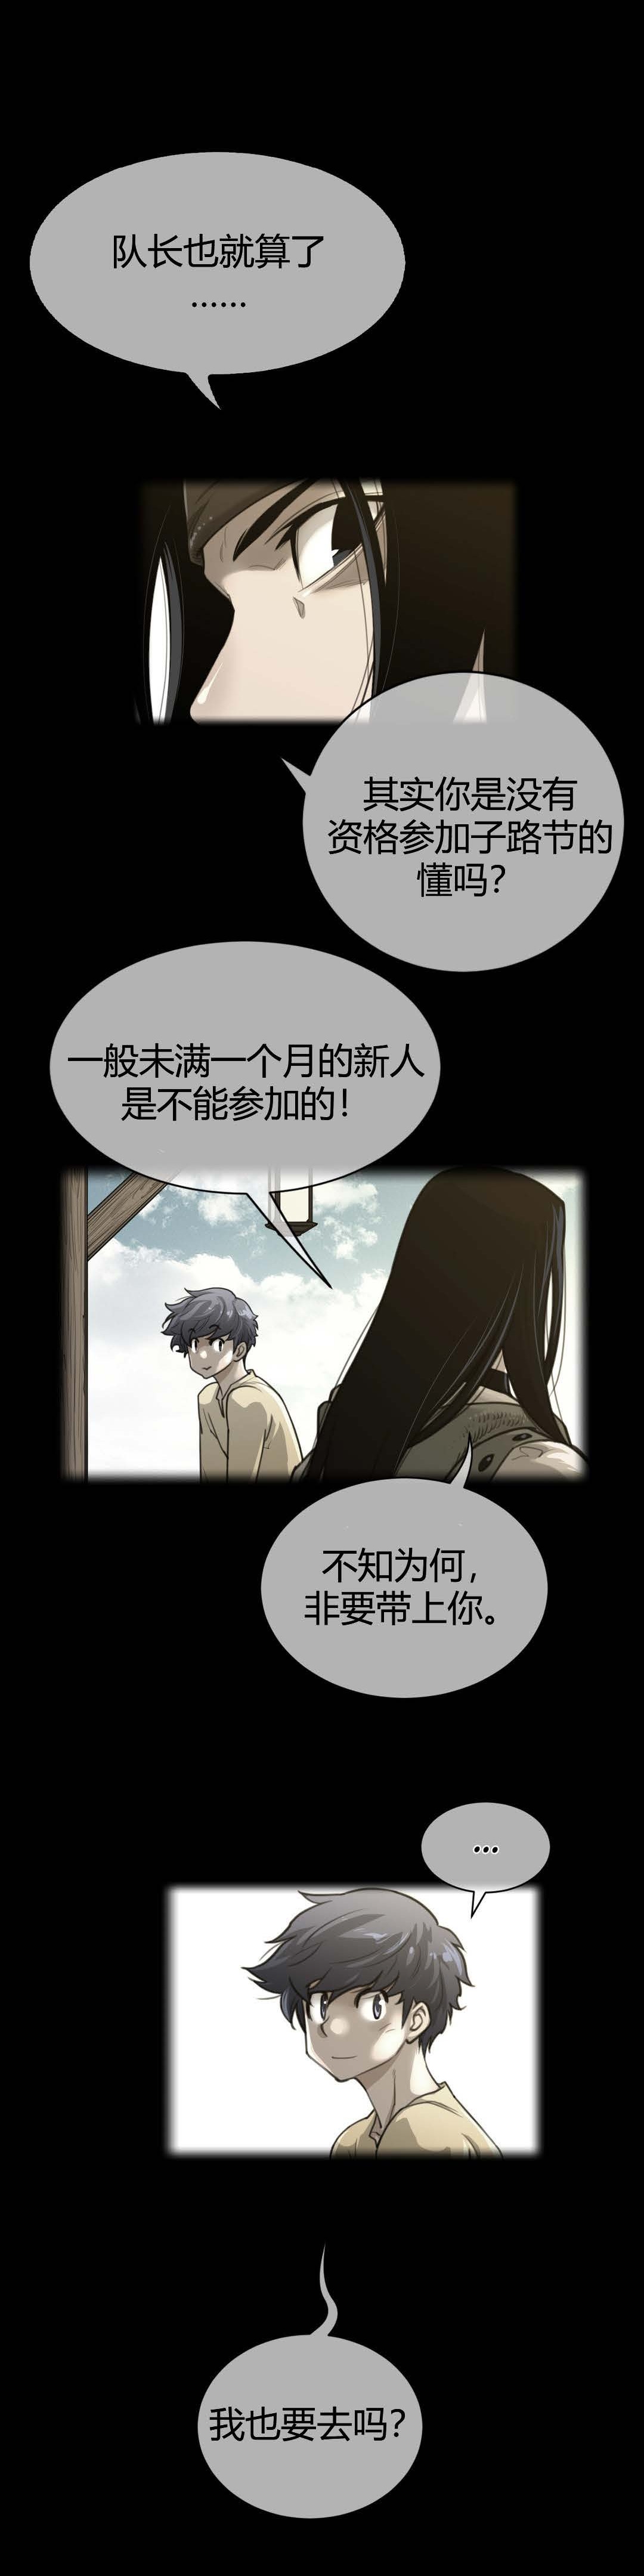 队长也就算了
……
其实你是没有
资格参加子路节的
懂吗？
一般未满一个月的新人
是不能参加的！
不知为何，
非要带上你。
…
我也要去吗？